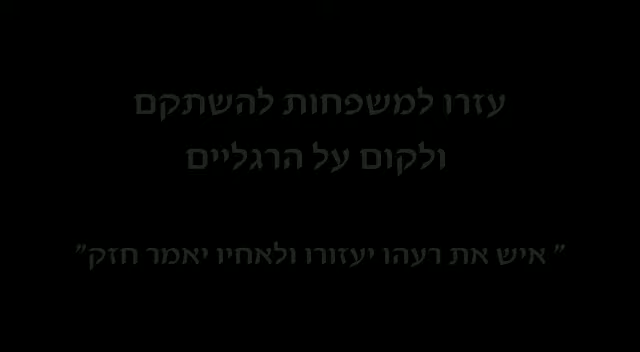 עזרו למשפחות להשתקם
ולקום על הרגליים
" איש את רעהו יעזורו ולאחיו יאמר חזק"